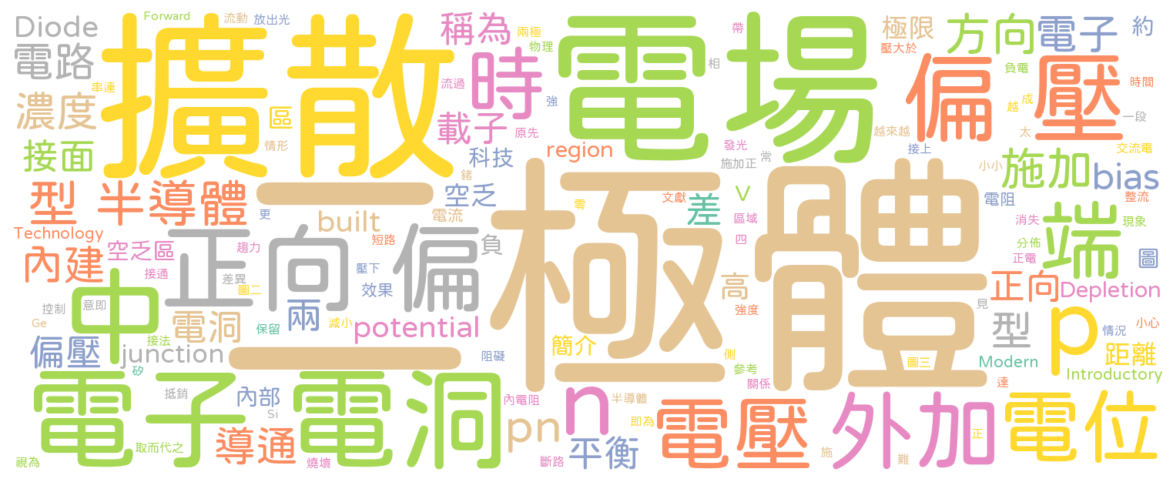 Diode
Forward
流動
放出光
稱為
兩極
物理
帶
極限
壓大於
方向
電子
約
電路
擴散
電場
時
偏壓
串連
流過
強
相
負電
成
時間
越
太
一段
濃度
區
載子
原先
越來越
接上
交流電
接面
情形
科技
region
發光
施加正
常
小小
施加
bias
型
半導體
二極體
鍺
空乏
文獻
差
V
區域
電阻
整流
更
built
電流
零
四
消失
端
現象
Technology
空乏區
趨力
正向偏
短路
負
分佈
正電
圖
內建
接通
差異
壓下
效果
高
強度
正向
Depletion
中
控制
意即
圖二
保留
減小
兩
potential
見
型
p
小心
情況
Ge
接法
電洞
偏壓
矽
junction
阻礙
簡介
側
參考
圖三
Modern
距離
Introductory
達
關係
電子
電洞
抵銷
內部
Si
內電阻
n
半導體
電壓
外加
電位
取而代之
導通
pn
即為
視為
燒壞
斷路
平衡
施
難
正